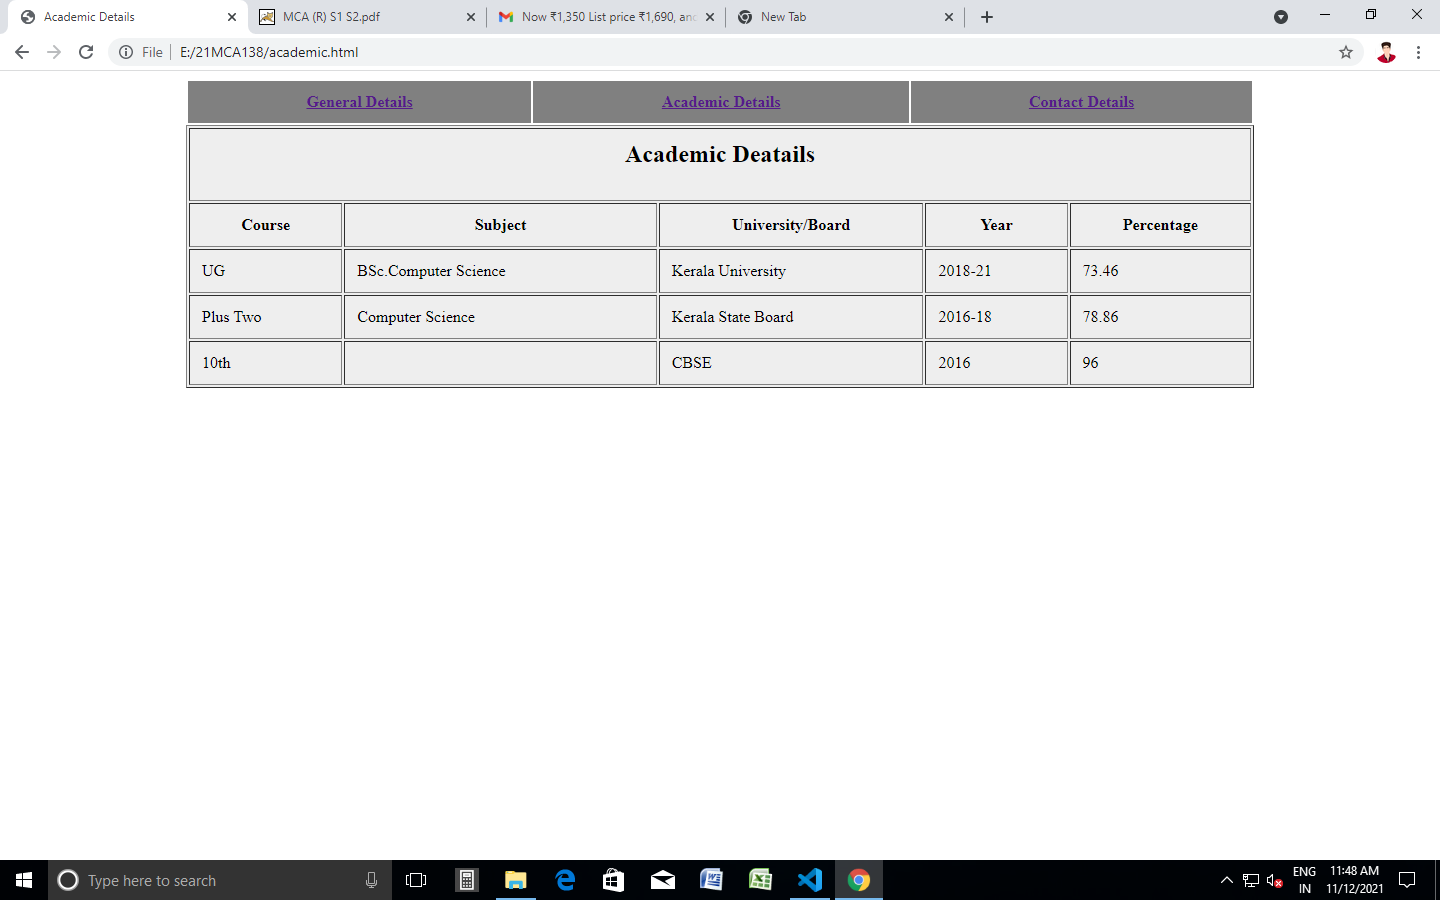 Academic Details
MCA (R) S1 S2.pdf
Now ₹1,350 List price ₹1,690, and
New Tab
File E:/21MCA138/academic.html
General Details Academic Details Contact Details
Academic Deatails
Course Subject University/Board Year Percentage
UG BSc.Computer Science Kerala University 2018-21 73.46
Plus Two Computer Science Kerala State Board 2016-18 78.86
10th CBSE 2016 96
Type here to search
ENG 11:48 AM
IN 11/12/2021